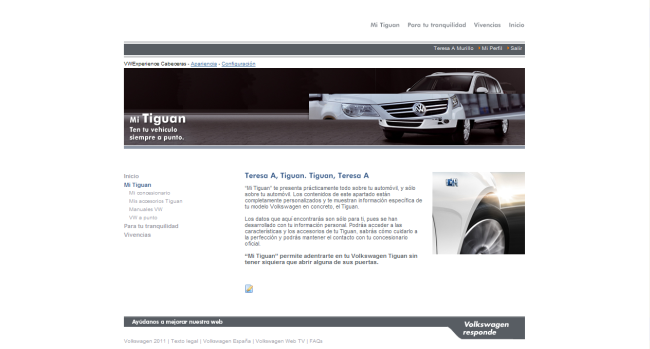 Mi Tiguan Para tu tranquilidad Vivencias Inicio
Teresa A Murillo • Mi Perfil • Salir
VWExperience Cabeceras - Apariencia - Configuración
Mi Tiguan
Ten tu vehículo
siempre a punto.
Inicio
Mi Tiguan
Mi concesionario
Mis accesorios Tiguan
Manuales VW
VW a punto
Para tu tranquilidad
Vivencias
Teresa A, Tiguan. Tiguan, Teresa A
"Mi Tiguan" te presenta prácticamente todo sobre tu automóvil, y sólo
sobre tu automóvil. Los contenidos de este apartado están
completamente personalizados y te muestran información específica de
tu modelo Volkswagen en concreto, el Tiguan.
Los datos que aquí encontrarás son sólo para ti, pues se han
desarrollado con tu información personal. Podrás acceder a las
características y los accesorios de tu Tiguan, sabrás cómo cuidarlo a
la perfección y podrás mantener el contacto con tu concesionario
oficial.
"Mi Tiguan" permite adentrarte en tu Volkswagen Tiguan sin
tener siquiera que abrir alguna de sus puertas.
Ayúdanos a mejorar nuestra web
Volkswagen
responde
Volkswagen 2011 | Texto legal | Volkswagen España | Volkswagen Web TV | FAQs